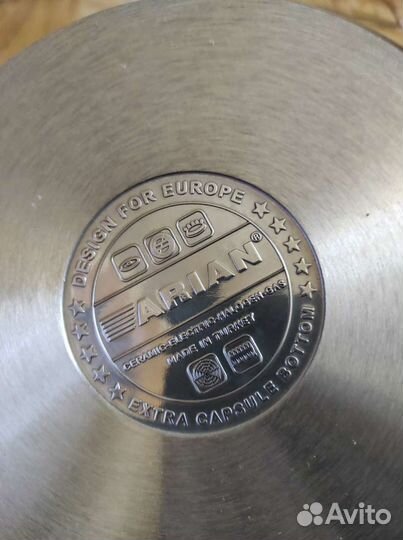 DESIGN FOR EUROPE
ARIAN®
CERAMIC-ELECTRIC-HALOGEN-GAS
MADE IN TURKEY
EXTRA CAPSULE BOTTOM
Avito